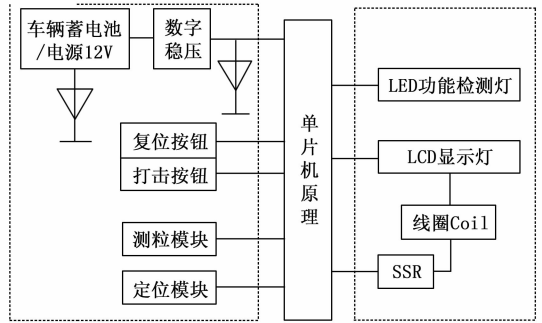 车辆蓄电池
/电源12V
数字
稳压
复位按钮
打击按钮
测粒模块
定位模块
单片机原理
LED功能检测灯
LCD显示灯
线圈Coil
SSR